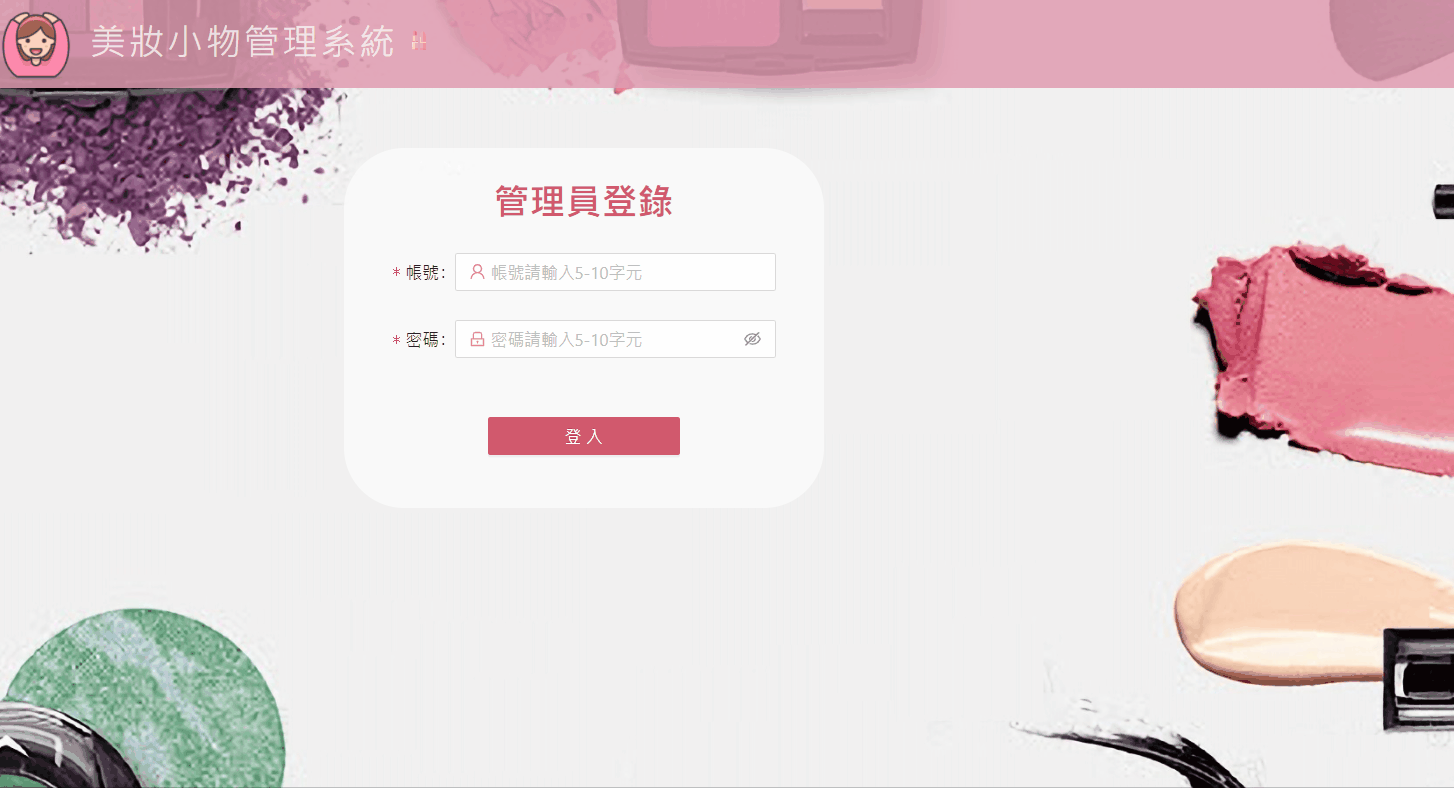 美妝小物管理系統
管理員登錄
* 帳號: 帳號請輸入5-10字元
* 密碼: 密碼請輸入5-10字元
登 入